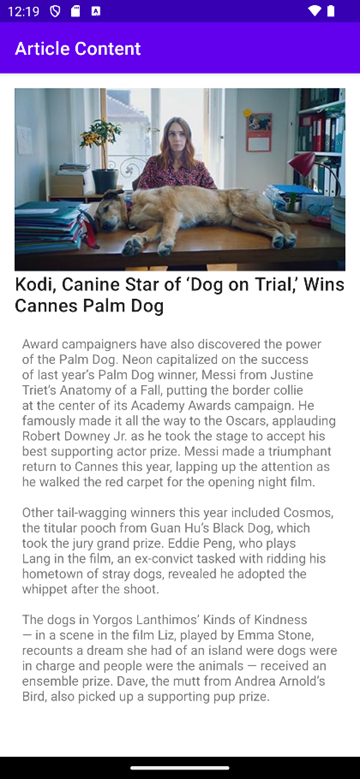 12:19
Article Content
Kodi, Canine Star of ‘Dog on Trial,’ Wins
Cannes Palm Dog
Award campaigners have also discovered the power
of the Palm Dog. Neon capitalized on the success
of last year’s Palm Dog winner, Messi from Justine
Triet’s Anatomy of a Fall, putting the border collie
at the center of its Academy Awards campaign. He
famously made it all the way to the Oscars, applauding
Robert Downey Jr. as he took the stage to accept his
best supporting actor prize. Messi made a triumphant
return to Cannes this year, lapping up the attention as
he walked the red carpet for the opening night film.
Other tail-wagging winners this year included Cosmos,
the titular pooch from Guan Hu’s Black Dog, which
took the jury grand prize. Eddie Peng, who plays
Lang in the film, an ex-convict tasked with ridding his
hometown of stray dogs, revealed he adopted the
whippet after the shoot.
The dogs in Yorgos Lanthimos’ Kinds of Kindness
— in a scene in the film Liz, played by Emma Stone,
recounts a dream she had of an island were dogs were
in charge and people were the animals — received an
ensemble prize. Dave, the mutt from Andrea Arnold’s
Bird, also picked up a supporting pup prize.